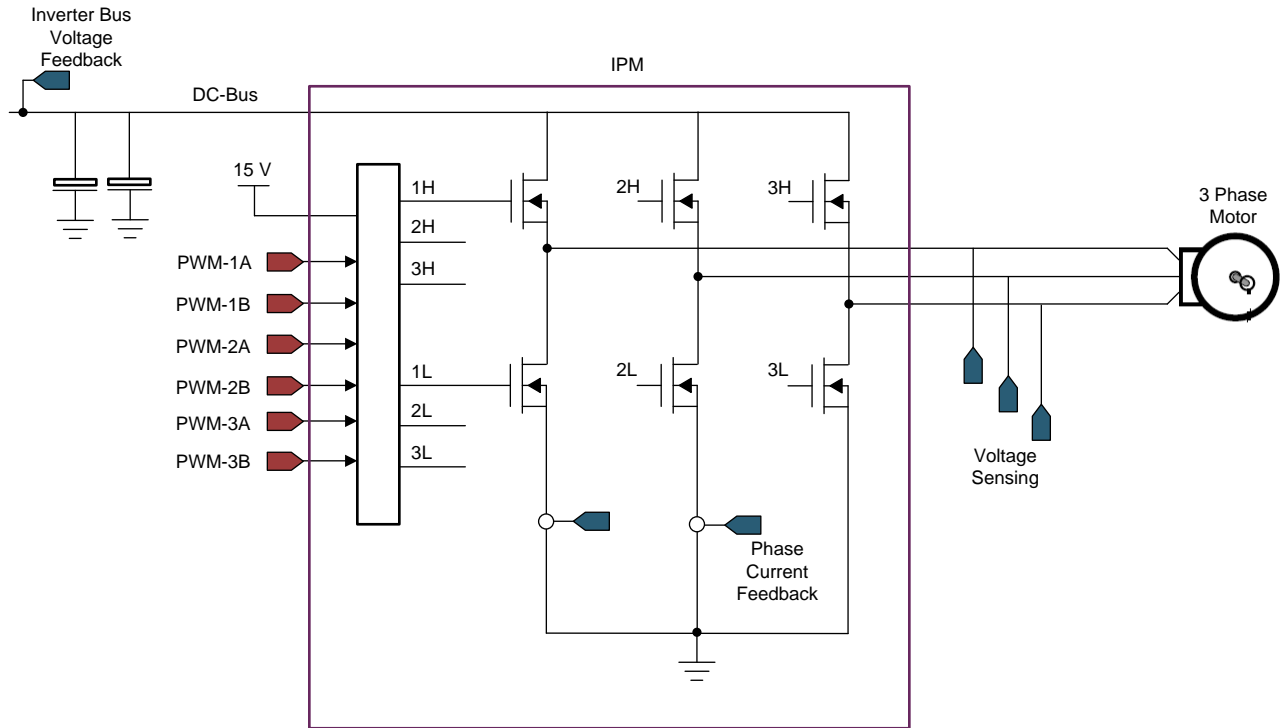 Inverter Bus
Voltage
Feedback
IPM
DC-Bus
15 V
1H
2H
3H
2H
3H
3 Phase
Motor
PWM-1A
PWM-1B
PWM-2A
PWM-2B
PWM-3A
PWM-3B
1L
2L
3L
2L
3L
Voltage
Sensing
Phase
Current
Feedback